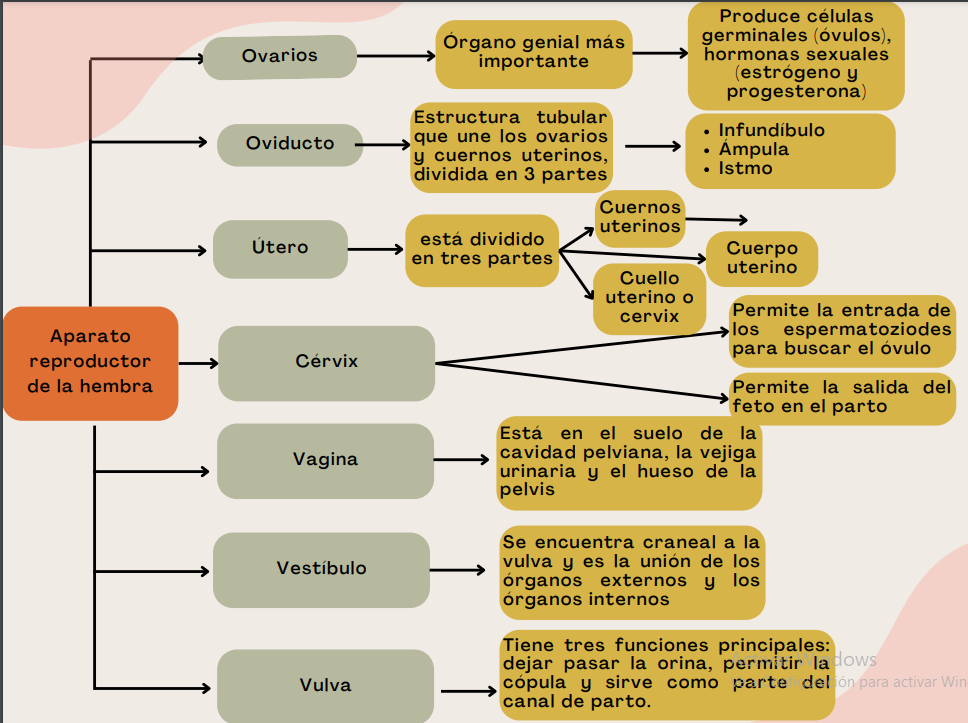 Ovarios
Órgano genial más
importante
Produce células
germinales (óvulos),
hormonas sexuales
(estrógeno y
progesterona)
Oviducto
Estructura tubular
que une los ovarios
y cuernos uterinos,
dividida en 3 partes
• Infundíbulo
• Ámpula
• Istmo
Útero
está dividido
en tres partes
Cuernos
uterinos
Cuerpo
uterino
Cuello
uterino o
cervix
Aparato
reproductor
de la hembra
Cérvix
Permite la entrada de
los espermatoziodes
para buscar el óvulo
Permite la salida del
feto en el parto
Vagina
Está en el suelo de la
cavidad pelviana, la vejiga
urinaria y el hueso de la
pelvis
Vestíbulo
Se encuentra craneal a la
vulva y es la unión de los
órganos externos y los
órganos internos
Vulva
Tiene tres funciones principales:
dejar pasar la orina, permitir la
cópula y sirve como parte del
canal de parto.
Activar Windows
para activar Win